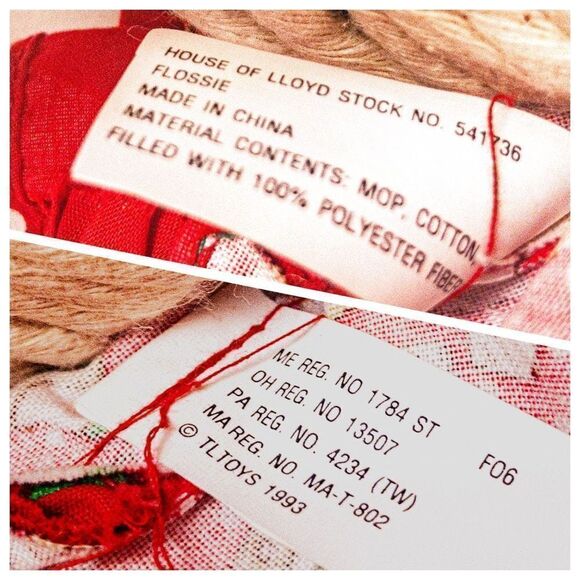 HOUSE OF LLOYD STOCK NO. 541736
FLOSSIE
MADE IN CHINA
MATERIAL CONTENTS: MOP, COTTON,
FILLED WITH 100% POLYESTER FIBER
ME REG. NO 1784 ST
OH REG. NO 13507
PA REG. NO. 4234 (TW)
MA REG. NO. MA-T-802
© TLTOYS 1993
F06